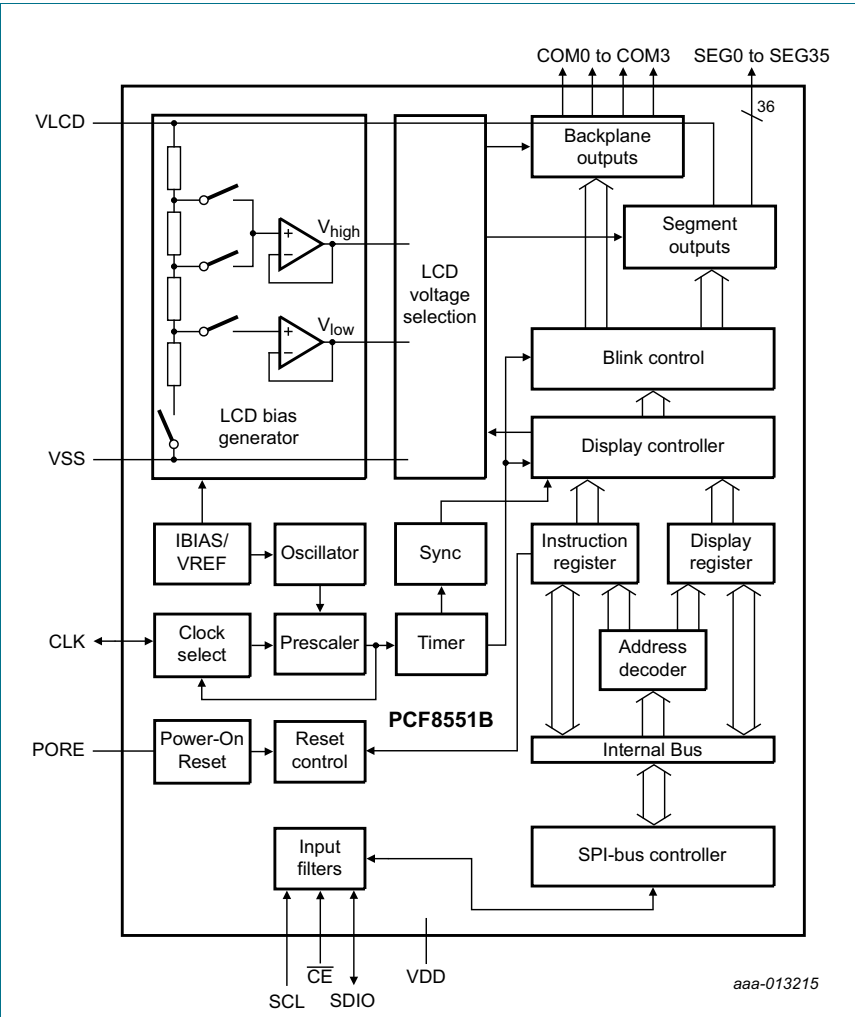 COM0 to COM3
SEG0 to SEG35
36
VLCD
Backplane
outputs
Segment
outputs
Vhigh
LCD
voltage
selection
Vlow
Blink control
LCD bias
generator
Display controller
VSS
IBIAS/
VREF
Oscillator
Sync
Instruction
register
Display
register
CLK
Clock
select
Prescaler
Timer
Address
decoder
PCF8551B
PORE
Power-On
Reset
Reset
control
Internal Bus
Input
filters
SPI-bus controller
SCL
CE
SDIO
VDD
aaa-013215